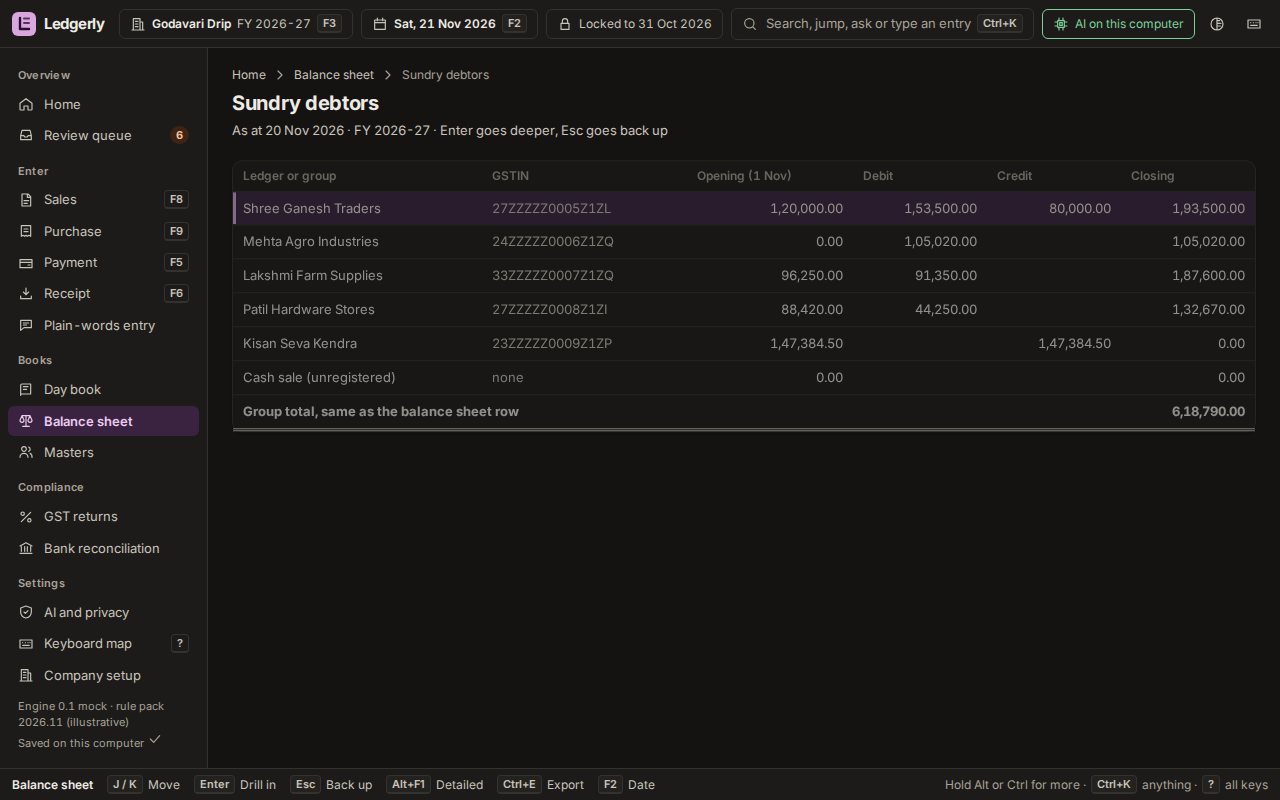 Ledgerly
Godavari Drip FY 2026-27 F3
Sat, 21 Nov 2026 F2
Locked to 31 Oct 2026
Search, jump, ask or type an entry Ctrl+K
AI on this computer
Overview
Home
Review queue 6
Enter
Sales F8
Purchase F9
Payment F5
Receipt F6
Plain-words entry
Books
Day book
Balance sheet
Masters
Compliance
GST returns
Bank reconciliation
Settings
AI and privacy
Keyboard map ?
Company setup
Engine 0.1 mock · rule pack
2026.11 (illustrative)
Saved on this computer
Home > Balance sheet > Sundry debtors
Sundry debtors
As at 20 Nov 2026 · FY 2026-27 · Enter goes deeper, Esc goes back up
Ledger or group GSTIN Opening (1 Nov) Debit Credit Closing
Shree Ganesh Traders 27ZZZZZ0005Z1ZL 1,20,000.00 1,53,500.00 80,000.00 1,93,500.00
Mehta Agro Industries 24ZZZZZ0006Z1ZQ 0.00 1,05,020.00 1,05,020.00
Lakshmi Farm Supplies 33ZZZZZ0007Z1ZQ 96,250.00 91,350.00 1,87,600.00
Patil Hardware Stores 27ZZZZZ0008Z1ZI 88,420.00 44,250.00 1,32,670.00
Kisan Seva Kendra 23ZZZZZ0009Z1ZP 1,47,384.50 1,47,384.50 0.00
Cash sale (unregistered) none 0.00 0.00
Group total, same as the balance sheet row 6,18,790.00
Balance sheet J / K Move Enter Drill in Esc Back up Alt+F1 Detailed Ctrl+E Export F2 Date
Hold Alt or Ctrl for more · Ctrl+K anything · ? all keys